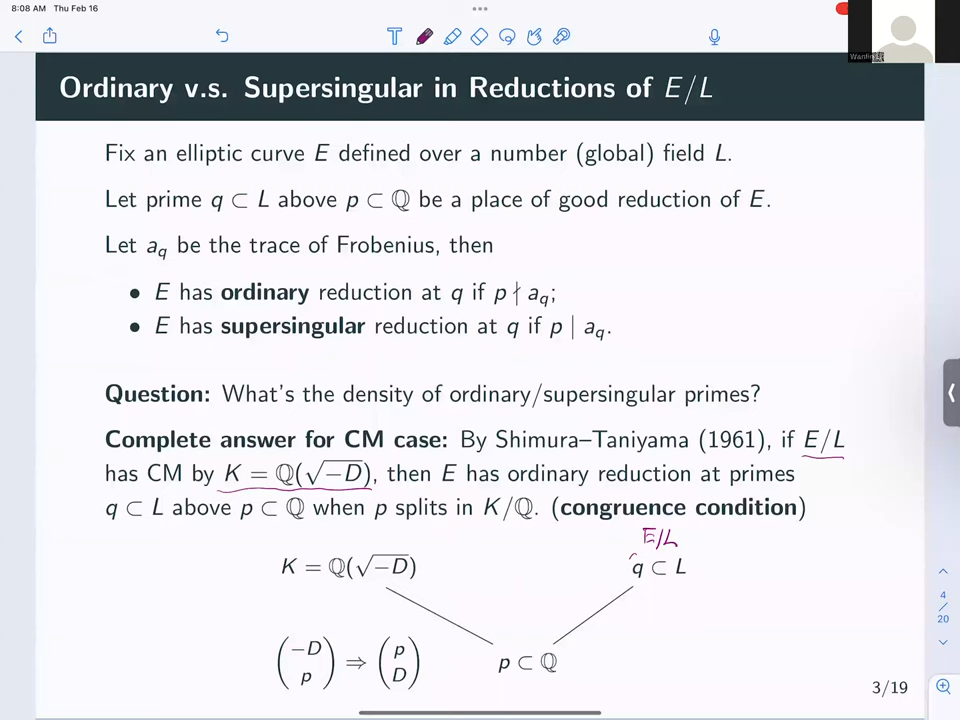 8:08 AM Thu Feb 16
Ordinary v.s. Supersingular in Reductions of E/L
Fix an elliptic curve E defined over a number (global) field L.
Let prime q ⊂ L above p ⊂ ℚ be a place of good reduction of E.
Let a_q be the trace of Frobenius, then
• E has ordinary reduction at q if p ∤ a_q;
• E has supersingular reduction at q if p | a_q.
Question: What's the density of ordinary/supersingular primes?
Complete answer for CM case: By Shimura–Taniyama (1961), if E/L
has CM by K = ℚ(√−D), then E has ordinary reduction at primes
q ⊂ L above p ⊂ ℚ when p splits in K/ℚ. (congruence condition)
E/L
K = ℚ(√−D)
q ⊂ L
(−D / p) ⇒ (p / D)
p ⊂ ℚ
4
/
20
3/19